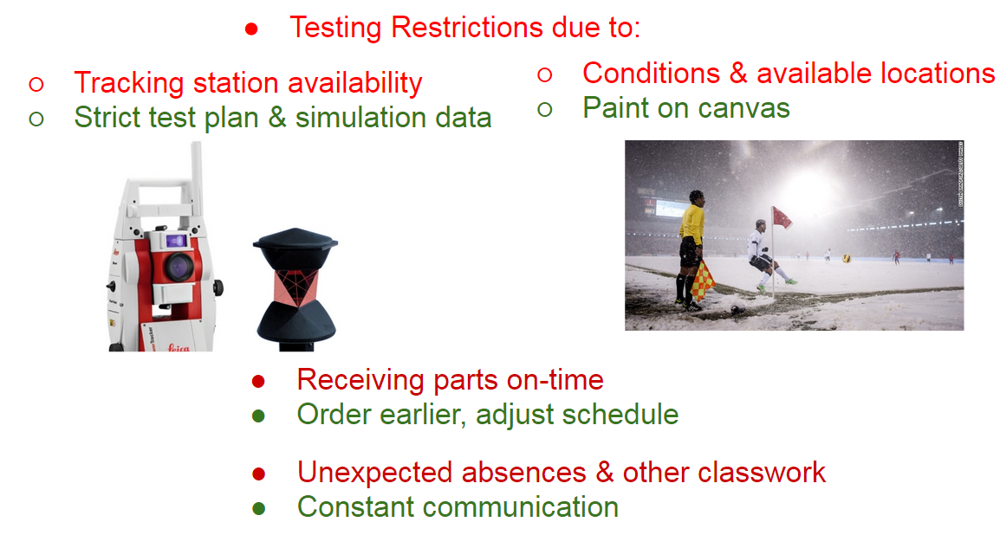 Testing Restrictions due to:
Tracking station availability
Strict test plan & simulation data
Conditions & available locations
Paint on canvas
Leica
Receiving parts on-time
Order earlier, adjust schedule
Unexpected absences & other classwork
Constant communication